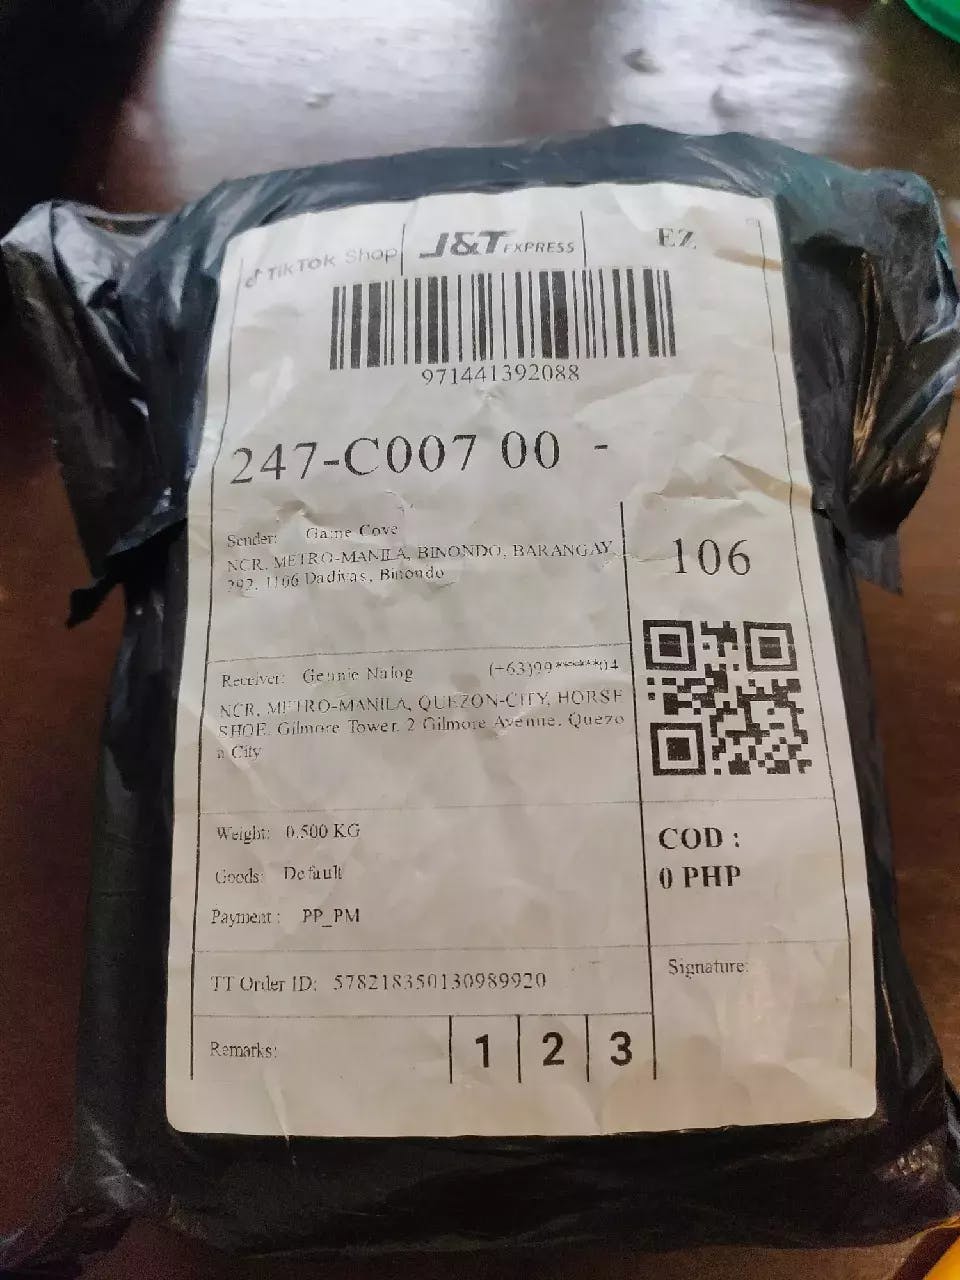 TikTok Shop
J&T EXPRESS
EZ
971441392088
247-C007 00 -
Sender: Game Cove
NCR, METRO-MANILA, BINONDO, BARANGAY
292, 1106 Dadivas, Binondo
106
Receiver: Geunie Nalog (+63)99******04
NCR, METRO-MANILA, QUEZON-CITY, HORSE
SHOE, Gilmore Tower, 2 Gilmore Avenue, Quezo
n City
Weight: 0.500 KG
Goods: Default
Payment : PP_PM
COD :
0 PHP
TT Order ID: 578218350130989920
Signature:
Remarks:
1 2 3